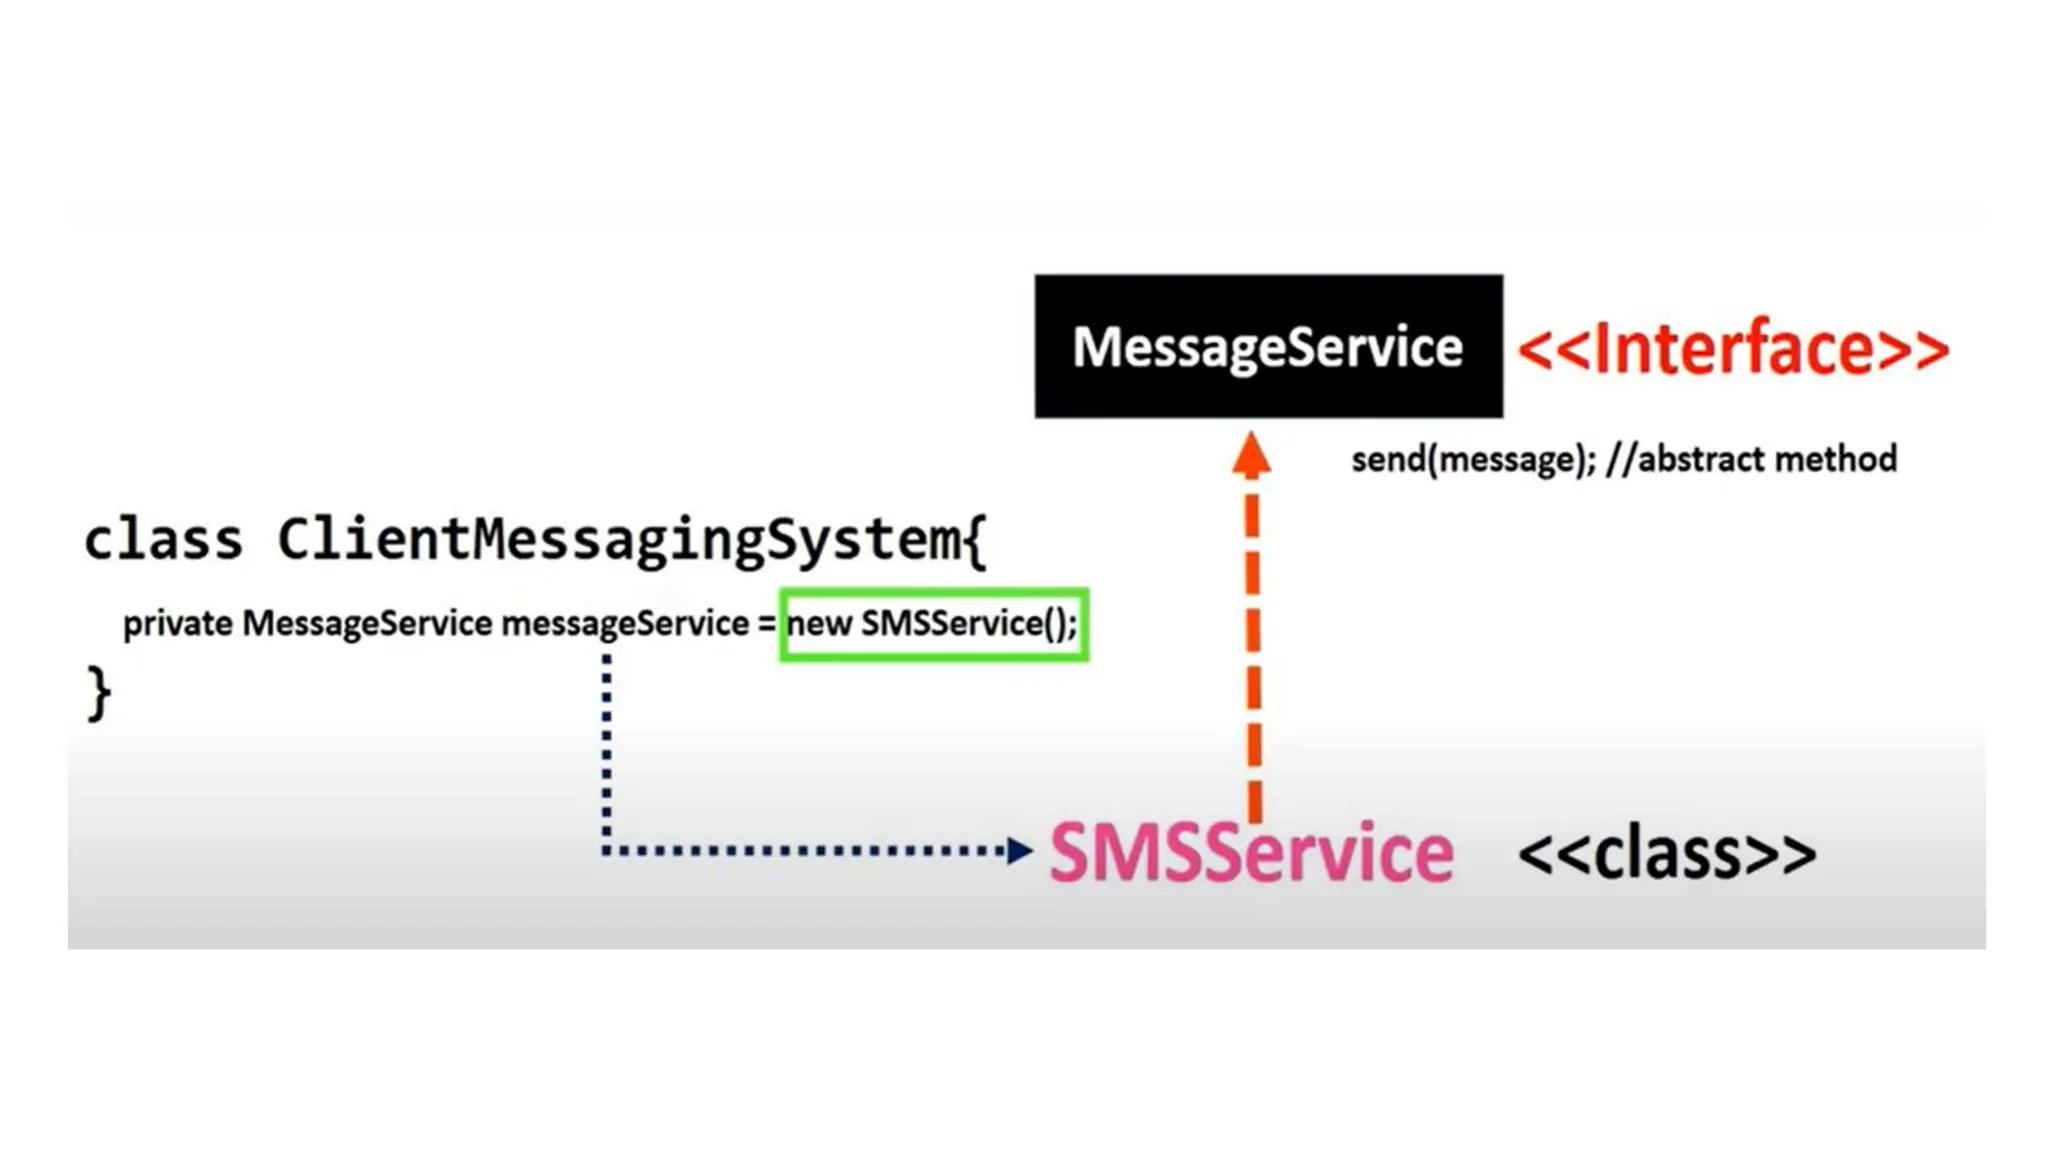 MessageService <<Interface>>
send(message); //abstract method
class ClientMessagingSystem{
private MessageService messageService = new SMSService();
}
SMSService <<class>>